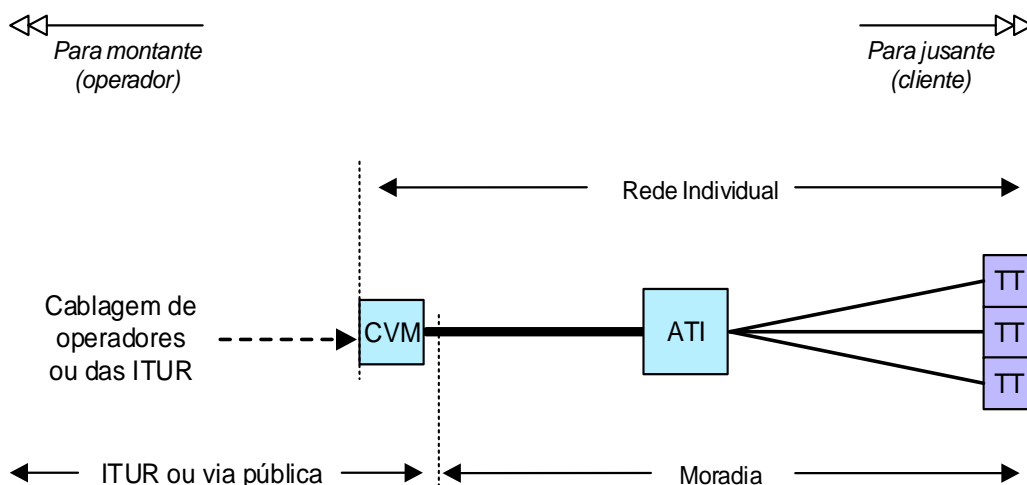 Para montante
(operador)
Para jusante
(cliente)
Rede Individual
Cablagem de
operadores
ou das ITUR
CVM
ATI
TT
TT
TT
ITUR ou via pública
Moradia